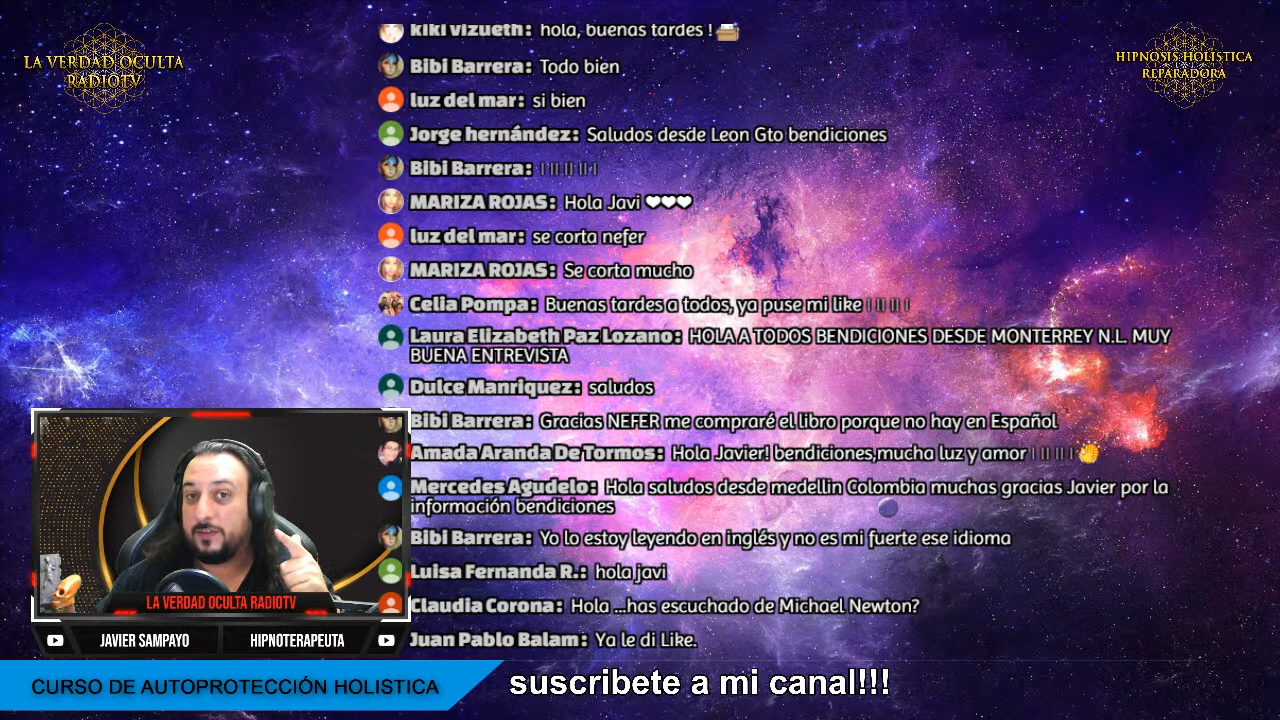 LA VERDAD OCULTA
RADIOTV
HIPNOSIS HOLISTICA
REPARADORA
kiki vizueth: hola, buenas tardes !
Bibi Barrera: Todo bien
luz del mar: si bien
Jorge hernández: Saludos desde Leon Gto bendiciones
Bibi Barrera:
MARIZA ROJAS: Hola Javi 🤍🤍🤍
luz del mar: se corta nefer
MARIZA ROJAS: Se corta mucho
Celia Pompa: Buenas tardes a todos, ya puse mi like
Laura Elizabeth Paz Lozano: HOLA A TODOS BENDICIONES DESDE MONTERREY N.L. MUY
BUENA ENTREVISTA
Dulce Manriquez: saludos
Bibi Barrera: Gracias NEFER me compraré el libro porque no hay en Español
Amada Aranda De Tormos: Hola Javier! bendiciones,mucha luz y amor 👏
Mercedes Agudelo: Hola saludos desde medellin Colombia muchas gracias Javier por la
información bendiciones
Bibi Barrera: Yo lo estoy leyendo en inglés y no es mi fuerte ese idioma
Luisa Fernanda R.: hola javi
Claudia Corona: Hola ...has escuchado de Michael Newton?
Juan Pablo Balam: Ya le di Like.
LA VERDAD OCULTA RADIOTV
JAVIER SAMPAYO
HIPNOTERAPEUTA
CURSO DE AUTOPROTECCIÓN HOLISTICA
suscribete a mi canal!!!